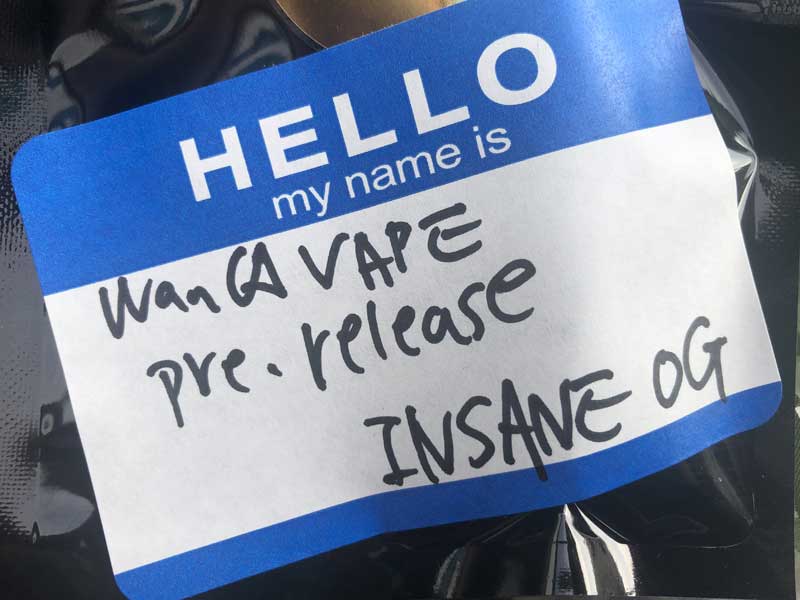 HELLO
my name is
WanGA VAPE
pre.release
INSANE OG